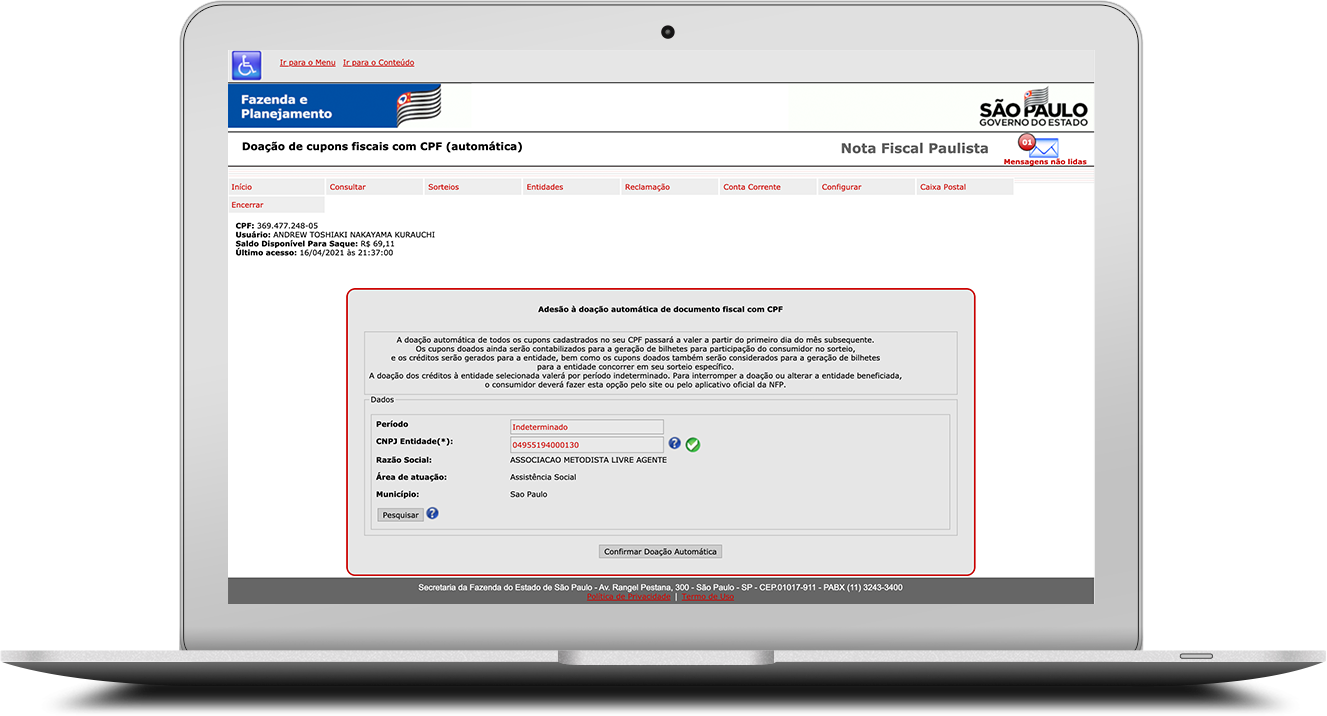 Ir para o Menu Ir para o Conteúdo
Fazenda e
Planejamento
SÃO PAULO
GOVERNO DO ESTADO
Doação de cupons fiscais com CPF (automática)
Nota Fiscal Paulista
01
Mensagens não lidas
Início Consultar Sorteios Entidades Reclamação Conta Corrente Configurar Caixa Postal
Encerrar
CPF: 369.477.248-05
Usuário: ANDREW TOSHIAKI NAKAYAMA KURAUCHI
Saldo Disponível Para Saque: R$ 69,11
Último acesso: 16/04/2021 às 21:37:00
Adesão à doação automática de documento fiscal com CPF
A doação automática de todos os cupons cadastrados no seu CPF passará a valer a partir do primeiro dia do mês subsequente.
Os cupons doados ainda serão contabilizados para a geração de bilhetes para participação do consumidor no sorteio,
e os créditos serão gerados para a entidade, bem como os cupons doados também serão considerados para a geração de bilhetes
para a entidade concorrer em seu sorteio específico.
A doação dos créditos à entidade selecionada valerá por período indeterminado. Para interromper a doação ou alterar a entidade beneficiada,
o consumidor deverá fazer esta opção pelo site ou pelo aplicativo oficial da NFP.
Dados
Período Indeterminado
CNPJ Entidade(*): 04955194000130 ?
Razão Social: ASSOCIACAO METODISTA LIVRE AGENTE
Área de atuação: Assistência Social
Município: Sao Paulo
Pesquisar ?
Confirmar Doação Automática
Secretaria da Fazenda do Estado de São Paulo - Av. Rangel Pestana, 300 - São Paulo - SP - CEP.01017-911 - PABX (11) 3243-3400
Política de Privacidade | Termo de Uso